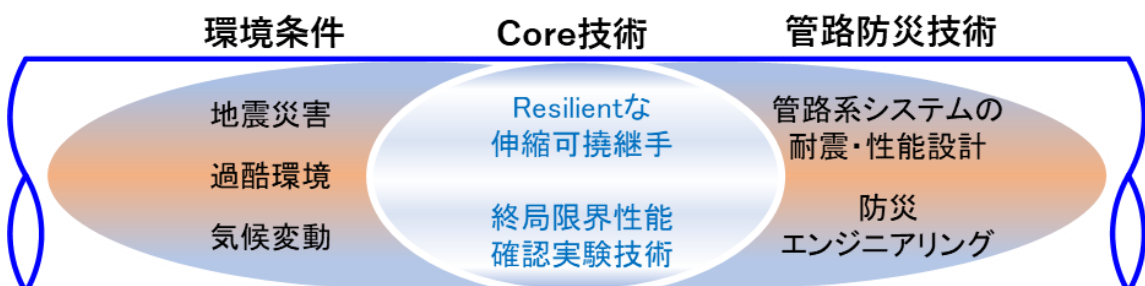 環境条件
Core技術
管路防災技術
地震災害
過酷環境
気候変動
Resilientな
伸縮可撓継手
終局限界性能
確認実験技術
管路系システムの
耐震・性能設計
防災
エンジニアリング